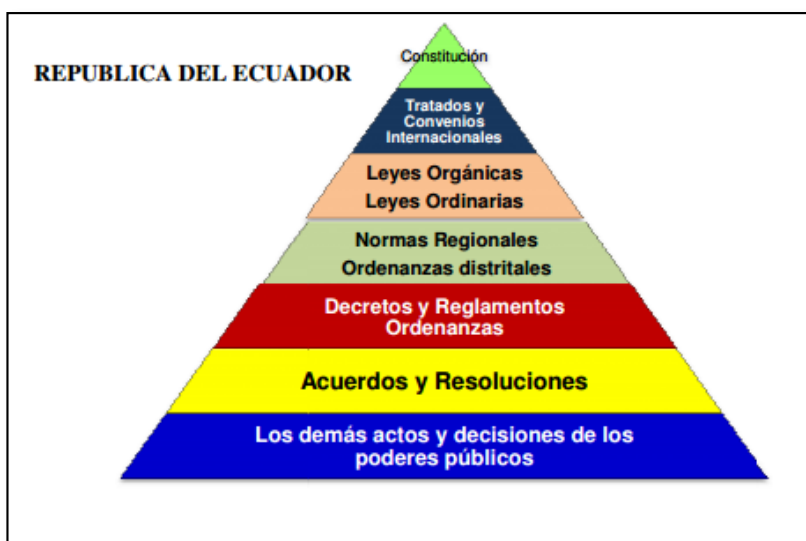 Constitución
REPUBLICA DEL ECUADOR
Tratados y
Convenios
Internacionales
Leyes Orgánicas
Leyes Ordinarias
Normas Regionales
Ordenanzas distritales
Decretos y Reglamentos
Ordenanzas
Acuerdos y Resoluciones
Los demás actos y decisiones de los
poderes públicos